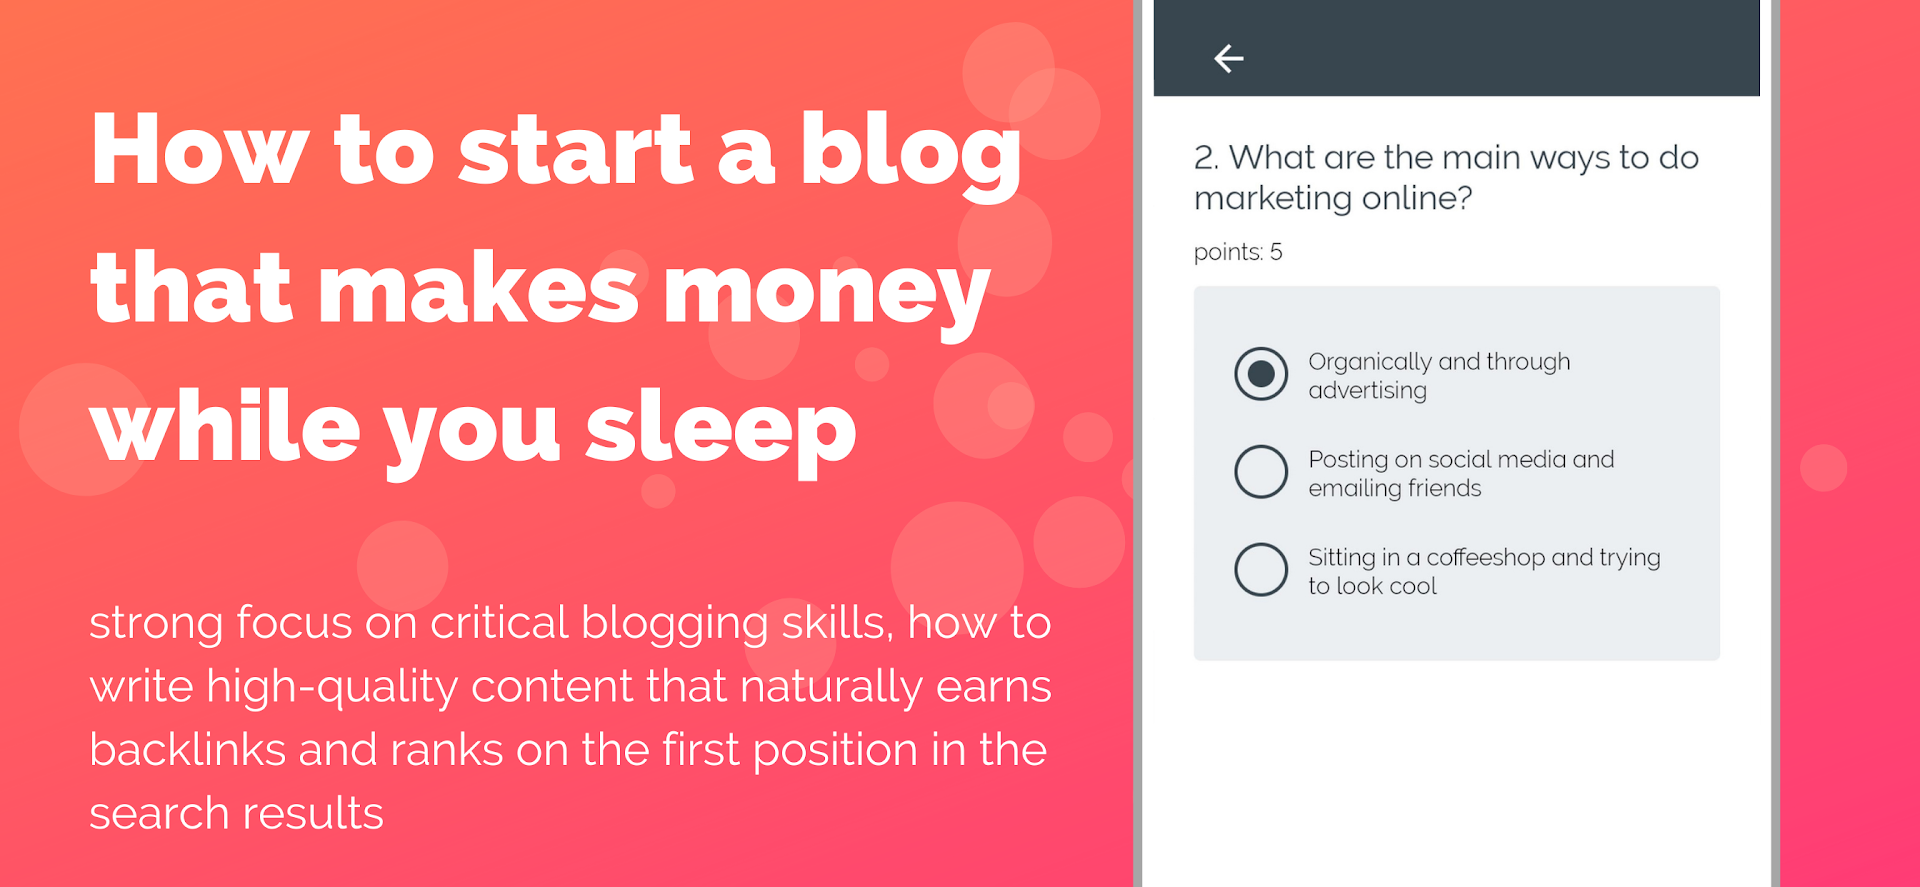 How to start a blog
that makes money
while you sleep
strong focus on critical blogging skills, how to
write high-quality content that naturally earns
backlinks and ranks on the first position in the
search results
2. What are the main ways to do
marketing online?
points: 5
Organically and through
advertising
Posting on social media and
emailing friends
Sitting in a coffeeshop and trying
to look cool